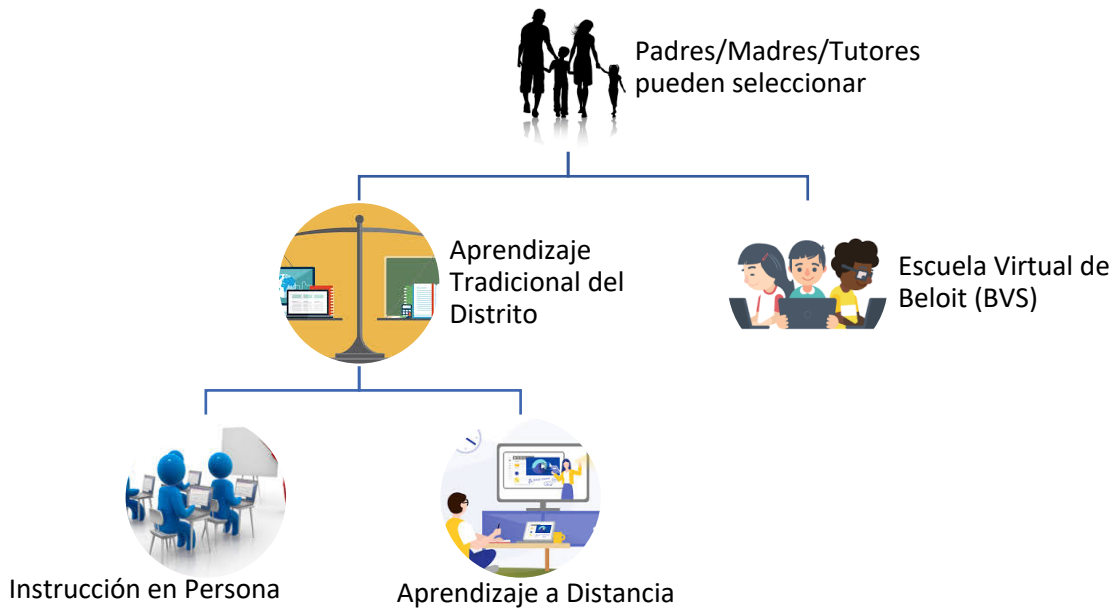 Padres/Madres/Tutores
pueden seleccionar
Aprendizaje
Tradicional del
Distrito
Escuela Virtual de
Beloit (BVS)
Instrucción en Persona
Aprendizaje a Distancia